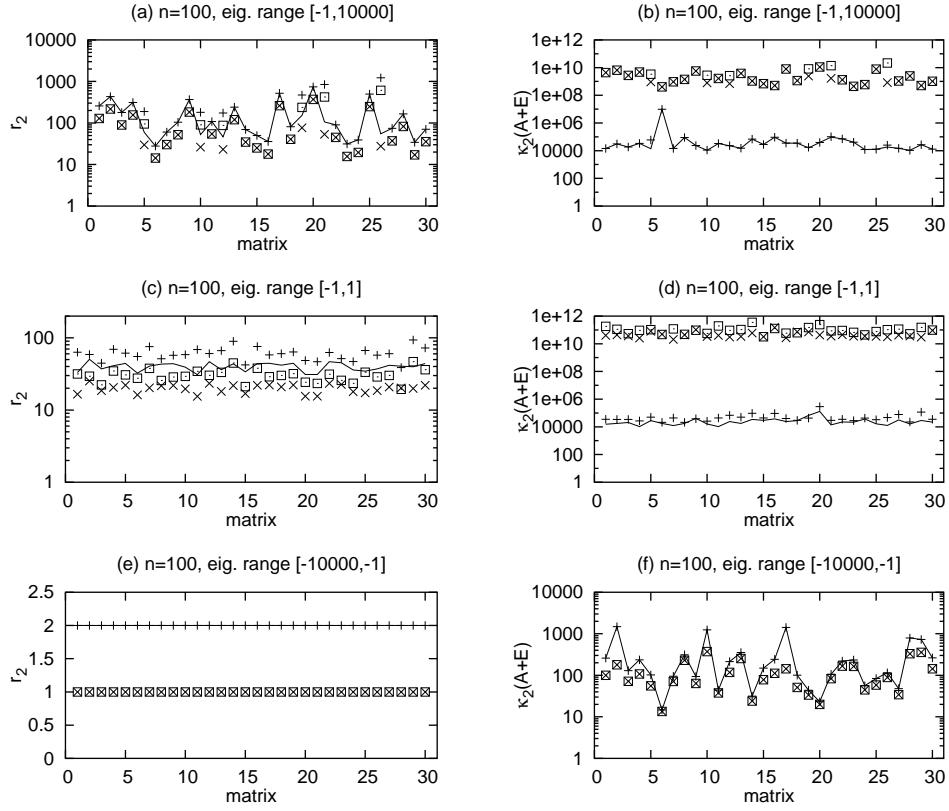 (a) n=100, eig. range [-1,10000]
10000
1000
100
10
1
r2
0 5 10 15 20 25 30
matrix
(b) n=100, eig. range [-1,10000]
1e+12
1e+10
1e+08
1e+06
10000
100
1
κ2(A+E)
0 5 10 15 20 25 30
matrix
(c) n=100, eig. range [-1,1]
100
10
1
r2
0 5 10 15 20 25 30
matrix
(d) n=100, eig. range [-1,1]
1e+12
1e+10
1e+08
1e+06
10000
100
1
κ2(A+E)
0 5 10 15 20 25 30
matrix
(e) n=100, eig. range [-10000,-1]
2.5
2
1.5
1
0.5
0
r2
0 5 10 15 20 25 30
matrix
(f) n=100, eig. range [-10000,-1]
10000
1000
100
10
1
κ2(A+E)
0 5 10 15 20 25 30
matrix